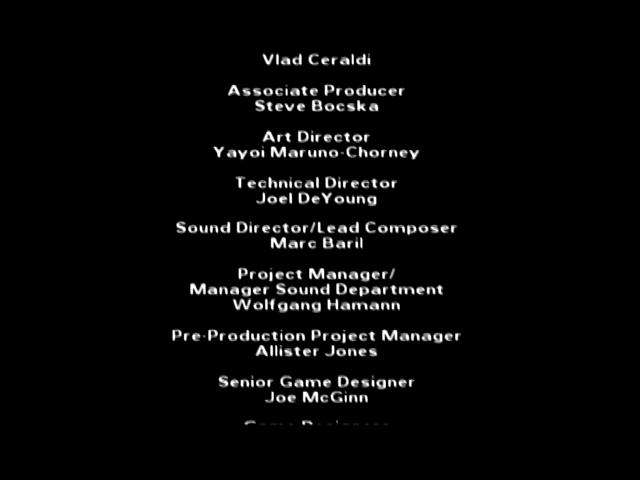 Vlad Ceraldi
Associate Producer
Steve Bocska
Art Director
Yayoi Maruno-Chorney
Technical Director
Joel DeYoung
Sound Director/Lead Composer
Marc Baril
Project Manager/
Manager Sound Department
Wolfgang Hamann
Pre-Production Project Manager
Allister Jones
Senior Game Designer
Joe McGinn
Game Designers